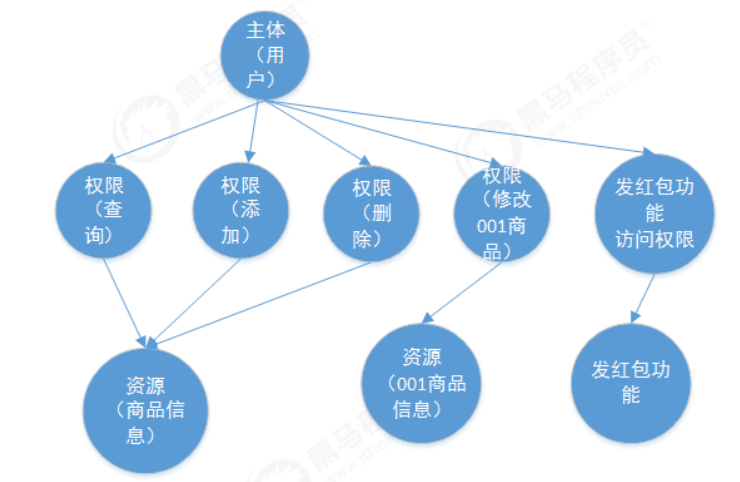 主体
（用
户）
权限
（查
询）
权限
（添
加）
权限
（删
除）
权限
（修改
001商
品）
发红包功
能
访问权限
资源
（商品信
息）
资源
（001商品
信息）
发红包功
能
黑马程序员
www.itheima.com